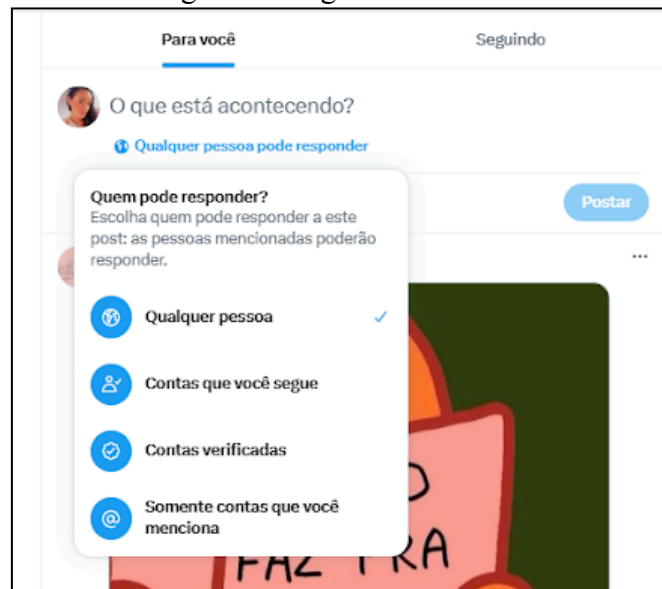 Para você
Seguindo
O que está acontecendo?
Qualquer pessoa pode responder
Quem pode responder?
Escolha quem pode responder a este
post: as pessoas mencionadas poderão
responder.
Postar
Qualquer pessoa
Contas que você segue
Contas verificadas
Somente contas que você
menciona
FAZ PRA